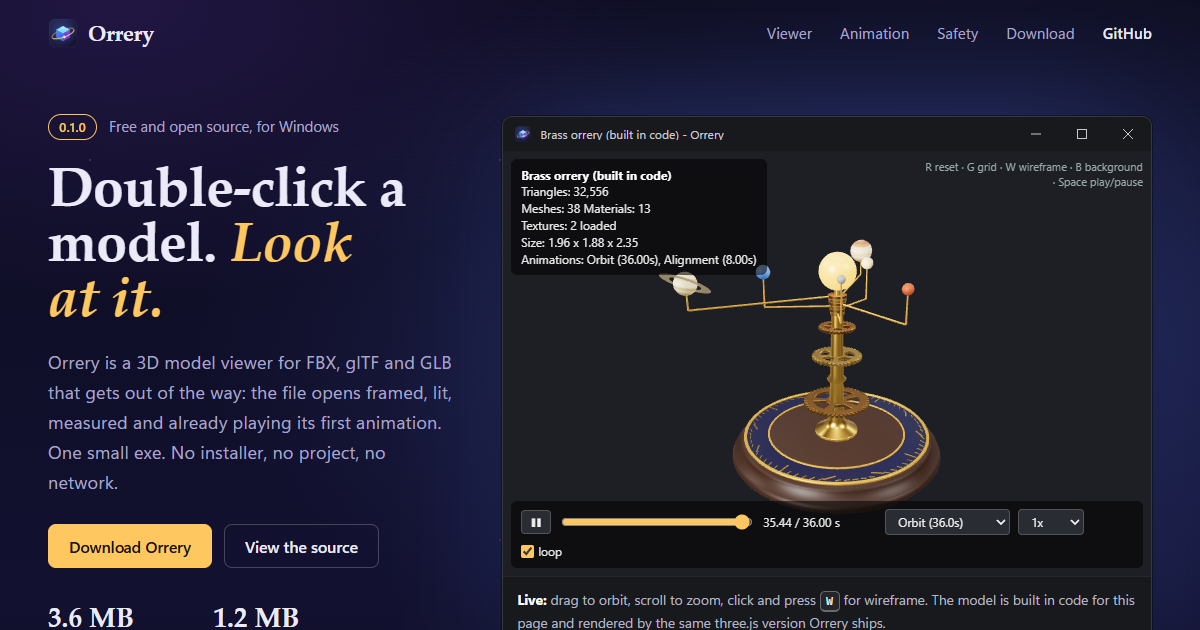 Orrery
Viewer
Animation
Safety
Download
GitHub
0.1.0
Free and open source, for Windows
Double-click a
model. Look
at it.
Orrery is a 3D model viewer for FBX, glTF and GLB
that gets out of the way: the file opens framed, lit,
measured and already playing its first animation.
One small exe. No installer, no project, no
network.
Download Orrery
View the source
3.6 MB
1.2 MB
Brass orrery (built in code) - Orrery
Brass orrery (built in code)
Triangles: 32,556
Meshes: 38 Materials: 13
Textures: 2 loaded
Size: 1.96 x 1.88 x 2.35
Animations: Orbit (36.00s), Alignment (8.00s)
R reset · G grid · W wireframe · B background
· Space play/pause
35.44 / 36.00 s
Orbit (36.0s)
1x
loop
Live: drag to orbit, scroll to zoom, click and press W for wireframe. The model is built in code for this
page and rendered by the same three.js version Orrery ships.